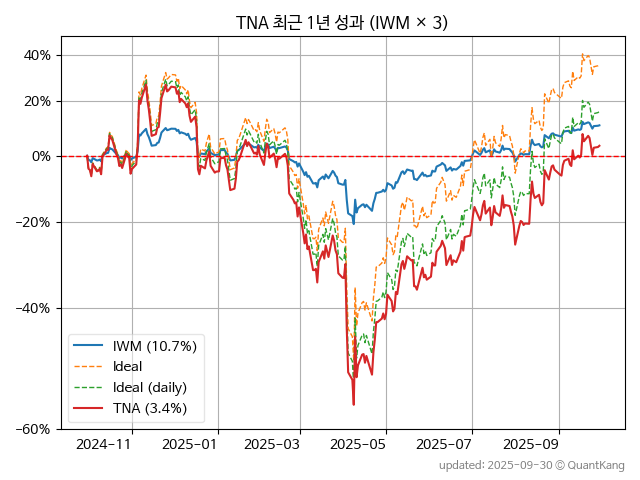 TNA 최근 1년 성과 (IWM × 3)
40%
20%
0%
−20%
−40%
−60%
IWM (10.7%)
Ideal
Ideal (daily)
TNA (3.4%)
2024-11
2025-01
2025-03
2025-05
2025-07
2025-09
updated: 2025-09-30 © QuantKang